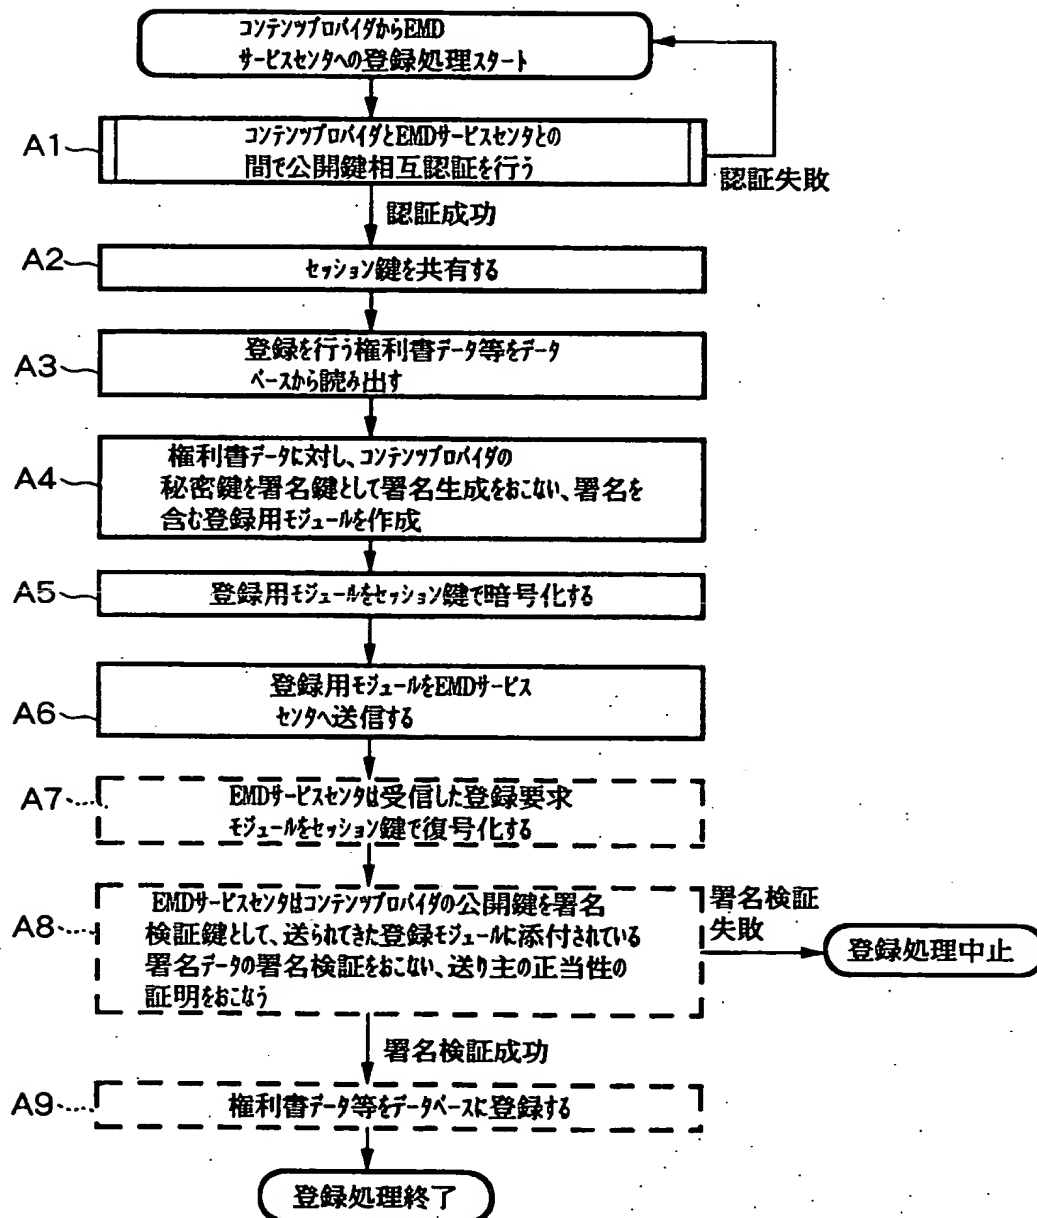 コンテンツプロバイダからEMD
サービスセンタへの登録処理スタート
A1
コンテンツプロバイダとEMDサービスセンタとの
間で公開鍵相互認証を行う
認証失敗
認証成功
A2
セッション鍵を共有する
A3
登録を行う権利書データ等をデータ
ベースから読み出す
A4
権利書データに対し、コンテンツプロバイダの
秘密鍵を署名鍵として署名生成をおこない、署名を
含む登録用モジュールを作成
A5
登録用モジュールをセッション鍵で暗号化する
A6
登録用モジュールをEMDサービス
センタへ送信する
A7
EMDサービスセンタは受信した登録要求
モジュールをセッション鍵で復号化する
A8
EMDサービスセンタはコンテンツプロバイダの公開鍵を署名
検証鍵として、送られてきた登録モジュールに添付されている
署名データの署名検証をおこない、送り主の正当性の
証明をおこなう
署名検証
失敗
登録処理中止
署名検証成功
A9
権利書データ等をデータベースに登録する
登録処理終了